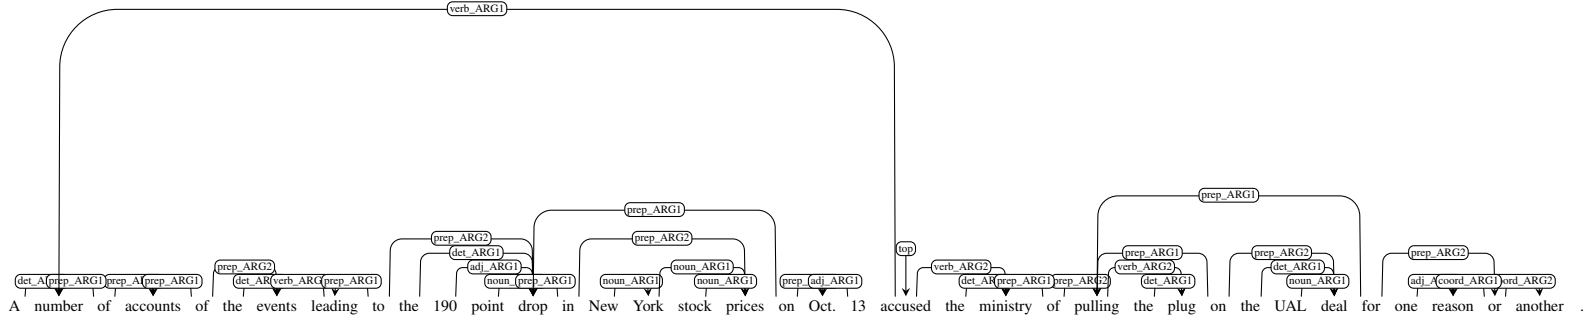 verb_ARG1
prep_ARG1
prep_ARG1
top
prep_ARG2 prep_ARG2 prep_ARG1 prep_ARG2 prep_ARG2
det_ARG1
prep_ARG2 adj_ARG1 noun_ARG1 verb_ARG2 verb_ARG2 det_ARG1
prep_ARG1 prep_ARG1 prep_ARG1 prep_ARG1 noun_ARG1 noun_ARG1 adj_ARG1 prep_ARG1 prep_ARG2 det_ARG1 noun_ARG1 coord_ARG1
A number of accounts of the events leading to the 190 point drop in New York stock prices on Oct. 13 accused the ministry of pulling the plug on the UAL deal for one reason or another .